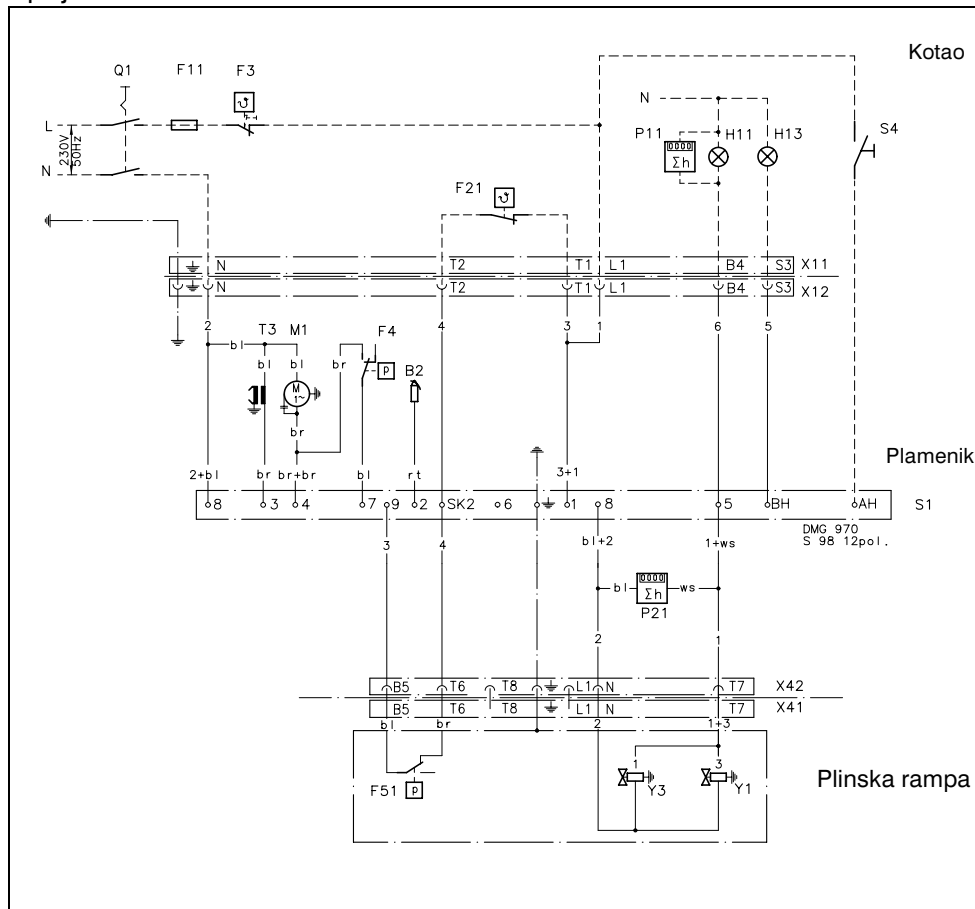 Kotao
Q1 F11 F3
ϑ
N
P11 H11 H13 S4
L
230V
50Hz
N
0000
Σh
F21 ϑ
N T2 T1 L1 B4 S3 X11
N T2 T1 L1 B4 S3 X12
2 4 3 1 6 5
T3 M1 F4
bl bl bl br P B2
M
1~
br
Plamenik
2+bl br br+br bl rt 3+1
8 3 4 7 9 2 SK2 6 1 8 5 BH AH S1
DMG 970
S 98 12pol.
3 4 bl+2 1+ws
bl 0000 ws
Σh
P21
2 1
B5 T6 T8 L1 N T7 X42
B5 T6 T8 L1 N T7 X41
bl br 2 1+3
1 3
F51 P Y3 Y1
Plinska rampa